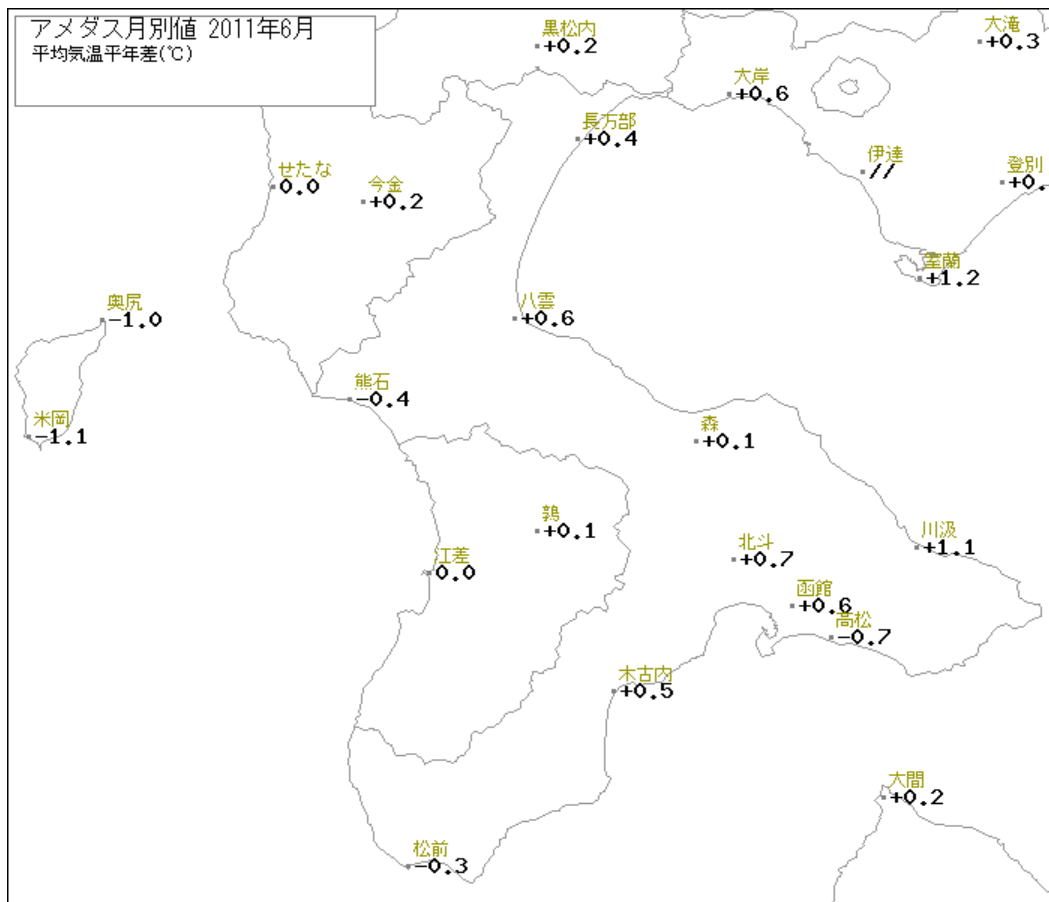 アメダス月別値 2011年6月
平均気温平年差(℃)
黒松内
+0.2
大滝
+0.3
大岸
+0.6
長万部
+0.4
せたな
0.0
今金
+0.2
伊達
//
登別
+0.
室蘭
+1.2
奥尻
-1.0
八雲
+0.6
熊石
-0.4
米岡
-1.1
森
+0.1
鶉
+0.1
江差
0.0
北斗
+0.7
川汲
+1.1
函館
+0.6
高松
-0.7
木古内
+0.5
大間
+0.2
松前
-0.3